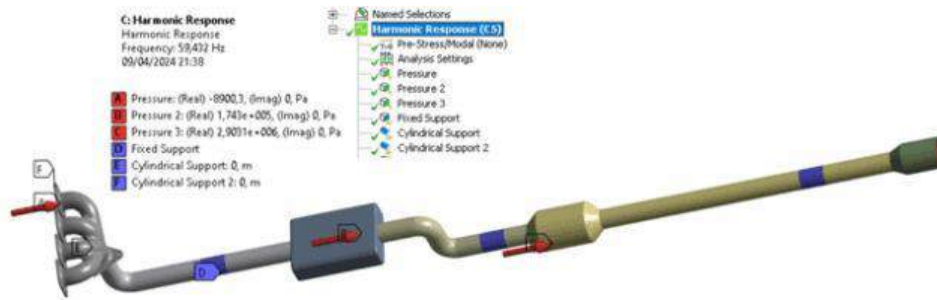 C: Harmonic Response
Harmonic Response
Frequency: 59,432 Hz
09/04/2024 21:38
A Pressure: (Real) -8900,3, (Imag) 0, Pa
B Pressure 2: (Real) 1,743e+005, (Imag) 0, Pa
C Pressure 3: (Real) 2,9031e+006, (Imag) 0, Pa
D Fixed Support
E Cylindrical Support: 0, m
F Cylindrical Support 2: 0, m
Named Selections
Harmonic Response (C5)
Pre-Stress/Modal (None)
Analysis Settings
Pressure
Pressure 2
Pressure 3
Fixed Support
Cylindrical Support
Cylindrical Support 2
F
D